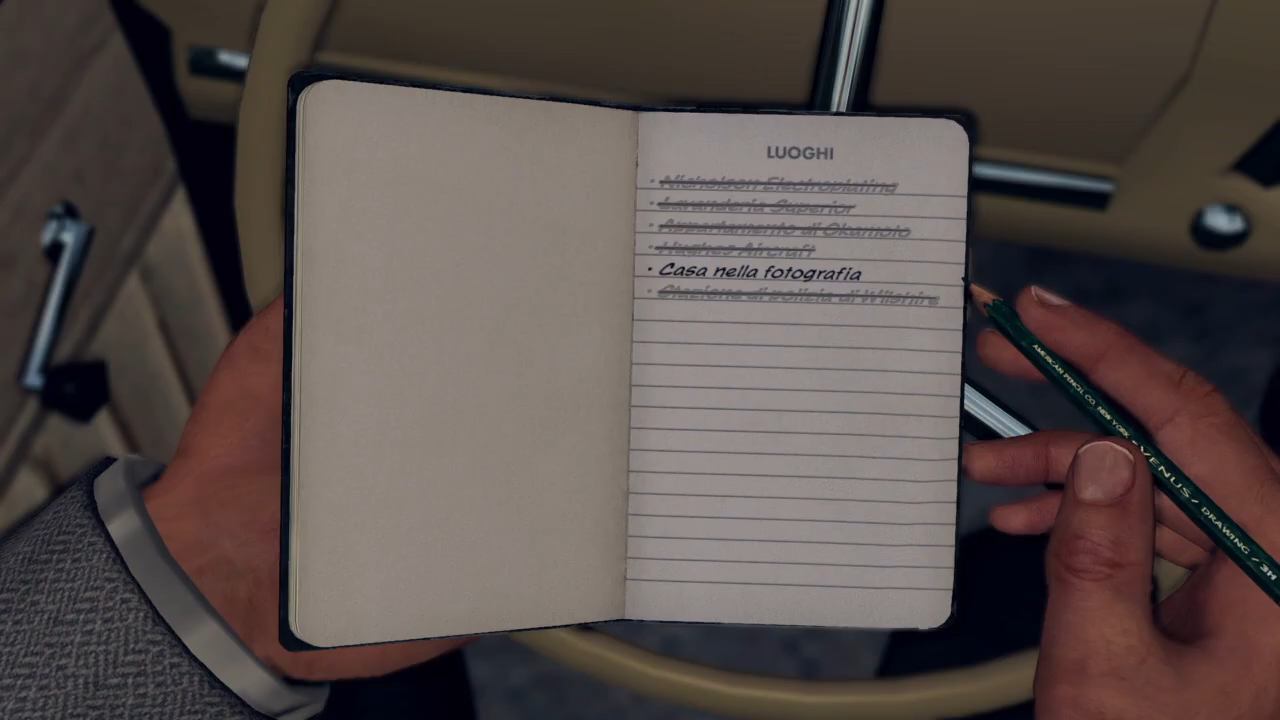 LUOGHI
· Nicholson Electroplating
· Lavanderia Superior
· Appartamento di Okamoto
· Hughes Aircraft
· Casa nella fotografia
· Stazione di polizia di Wilshire
AMERICAN PENCIL CO. NEW YORK VENUS / DRAWING / 3H